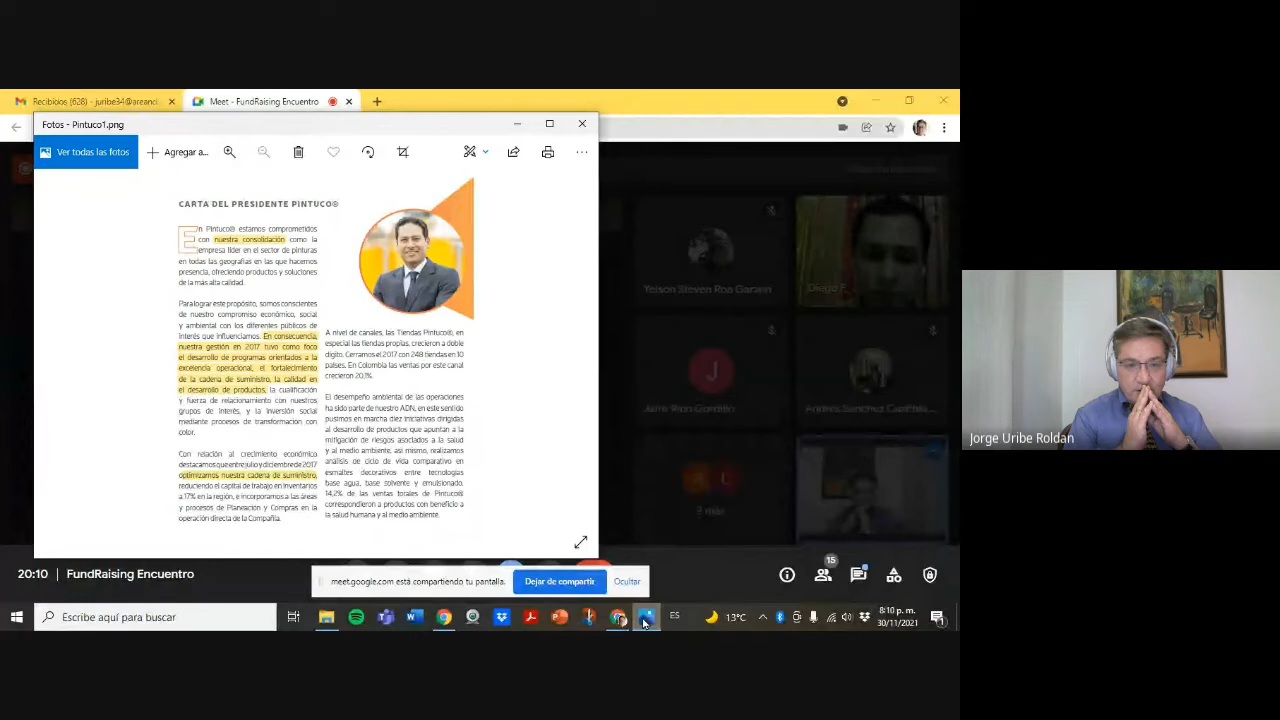 Recibidos (628) - juribe34@areand
Meet - FundRaising Encuentro
Fotos - Pintuco1.png
Ver todas las fotos
Agregar a...
CARTA DEL PRESIDENTE PINTUCO®
En Pintuco® estamos comprometidos
con nuestra consolidación como la
empresa líder en el sector de pinturas
en todas las geografías en las que hacemos
presencia, ofreciendo productos y soluciones
de la más alta calidad.
Para lograr este propósito, somos conscientes
de nuestro compromiso económico, social
y ambiental con los diferentes públicos de
interés que influenciamos. En consecuencia,
nuestra gestión en 2017 tuvo como foco
el desarrollo de programas orientados a la
excelencia operacional, el fortalecimiento
de la cadena de suministro, la calidad en
el desarrollo de productos, la cualificación
y fuerza de relacionamiento con nuestros
grupos de interés, y la inversión social
mediante procesos de transformación con
color.
Con relación al crecimiento económico
destacamos que entre julio y diciembre de 2017
optimizamos nuestra cadena de suministro,
reduciendo el capital de trabajo en inventarios
a 17% en la región, e incorporamos a las áreas
y procesos de Planeación y Compras en la
operación directa de la Compañía.
A nivel de canales, las Tiendas Pintuco®, en
especial las tiendas propias, crecieron a doble
dígito. Cerramos el 2017 con 248 tiendas en 10
países. En Colombia las ventas por este canal
crecieron 20,1%.
El desempeño ambiental de las operaciones
ha sido parte de nuestro ADN, en este sentido
pusimos en marcha diez iniciativas dirigidas
al desarrollo de productos que apuntan a la
mitigación de riesgos asociados a la salud
y al medio ambiente, así mismo, realizamos
análisis de ciclo de vida comparativo en
esmaltes decorativos entre tecnologías
base agua, base solvente y emulsionado.
14,2% de las ventas totales de Pintuco®
correspondieron a productos con beneficio a
la salud humana y al medio ambiente.
Yeison Steven Roa Garavin
Diego F.
J
L
2 más
Jorge Uribe Roldan
20:10
FundRaising Encuentro
meet.google.com está compartiendo tu pantalla.
Dejar de compartir
Ocultar
15
Escribe aquí para buscar
ES
13°C
8:10 p. m.
30/11/2021
1